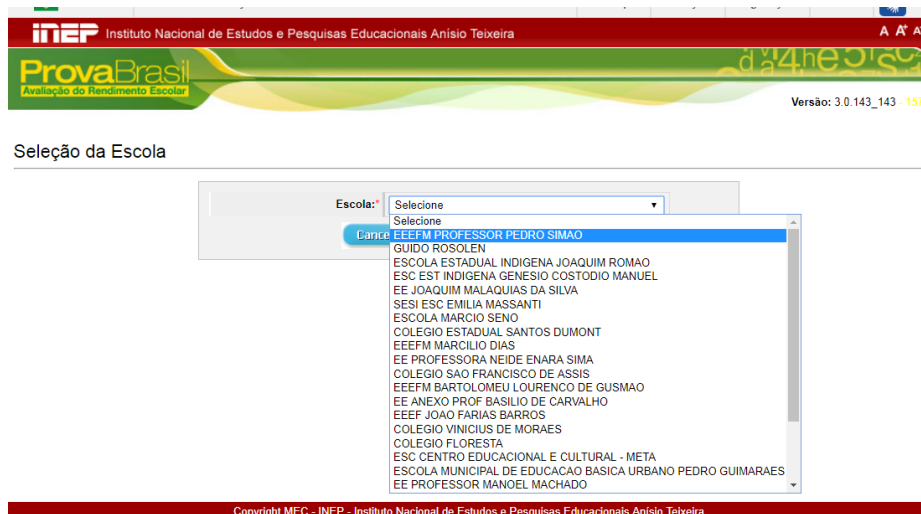 inep Instituto Nacional de Estudos e Pesquisas Educacionais Anísio Teixeira A A+ A
ProvaBrasil
Avaliação do Rendimento Escolar
Versão: 3.0.143_143
Seleção da Escola
Escola:* Selecione
Cance
Selecione
EEEFM PROFESSOR PEDRO SIMAO
GUIDO ROSOLEN
ESCOLA ESTADUAL INDIGENA JOAQUIM ROMAO
ESC EST INDIGENA GENESIO COSTODIO MANUEL
EE JOAQUIM MALAQUIAS DA SILVA
SESI ESC EMILIA MASSANTI
ESCOLA MARCIO SENO
COLEGIO ESTADUAL SANTOS DUMONT
EEEFM MARCILIO DIAS
EE PROFESSORA NEIDE ENARA SIMA
COLEGIO SAO FRANCISCO DE ASSIS
EEEFM BARTOLOMEU LOURENCO DE GUSMAO
EE ANEXO PROF BASILIO DE CARVALHO
EEEF JOAO FARIAS BARROS
COLEGIO VINICIUS DE MORAES
COLEGIO FLORESTA
ESC CENTRO EDUCACIONAL E CULTURAL - META
ESCOLA MUNICIPAL DE EDUCACAO BASICA URBANO PEDRO GUIMARAES
EE PROFESSOR MANOEL MACHADO
Copyright MEC - INEP - Instituto Nacional de Estudos e Pesquisas Educacionais Anísio Teixeira